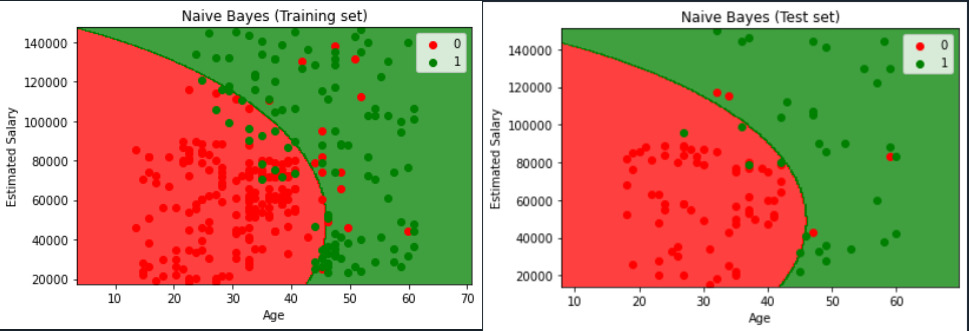 Naive Bayes (Training set)
0
1
140000
120000
100000
80000
60000
40000
20000
Estimated Salary
10 20 30 40 50 60 70
Age
Naive Bayes (Test set)
0
1
140000
120000
100000
80000
60000
40000
20000
Estimated Salary
10 20 30 40 50 60
Age